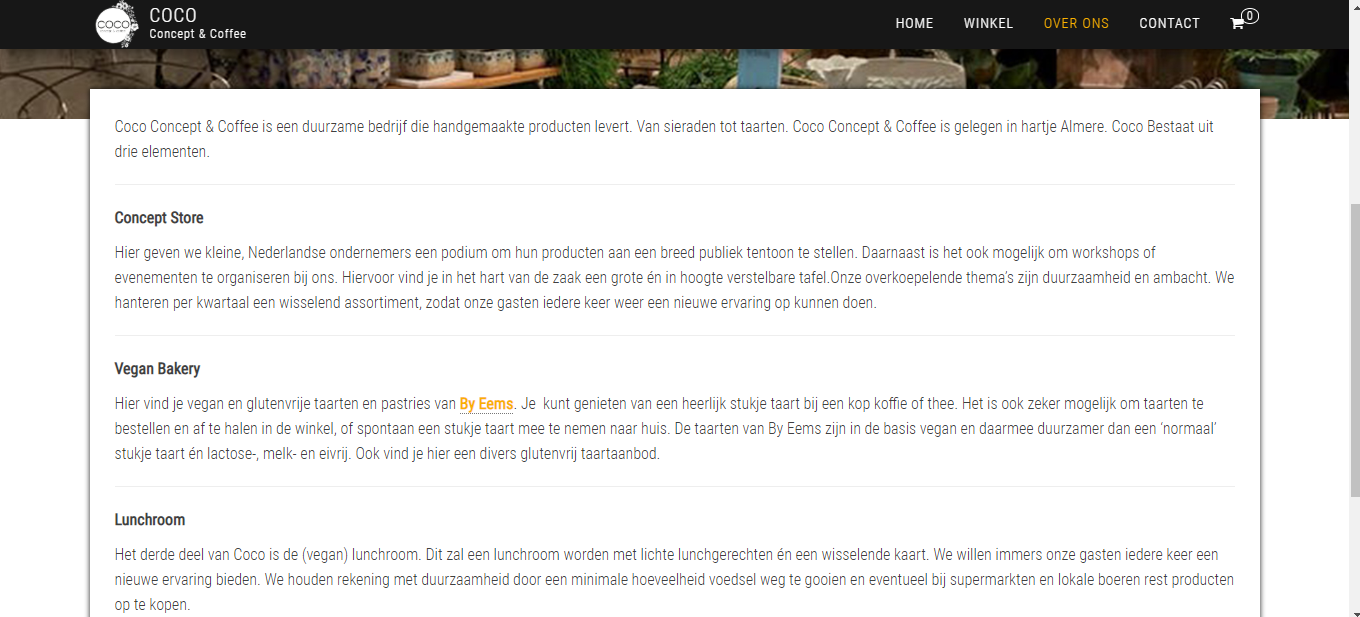 COCO
COCO
Concept & Coffee
HOME WINKEL OVER ONS CONTACT 0
Coco Concept & Coffee is een duurzame bedrijf die handgemaakte producten levert. Van sieraden tot taarten. Coco Concept & Coffee is gelegen in hartje Almere. Coco Bestaat uit
drie elementen.
Concept Store
Hier geven we kleine, Nederlandse ondernemers een podium om hun producten aan een breed publiek tentoon te stellen. Daarnaast is het ook mogelijk om workshops of
evenementen te organiseren bij ons. Hiervoor vind je in het hart van de zaak een grote én in hoogte verstelbare tafel.Onze overkoepelende thema’s zijn duurzaamheid en ambacht. We
hanteren per kwartaal een wisselend assortiment, zodat onze gasten iedere keer weer een nieuwe ervaring op kunnen doen.
Vegan Bakery
Hier vind je vegan en glutenvrije taarten en pastries van By Eems. Je kunt genieten van een heerlijk stukje taart bij een kop koffie of thee. Het is ook zeker mogelijk om taarten te
bestellen en af te halen in de winkel, of spontaan een stukje taart mee te nemen naar huis. De taarten van By Eems zijn in de basis vegan en daarmee duurzamer dan een ‘normaal’
stukje taart én lactose-, melk- en eivrij. Ook vind je hier een divers glutenvrij taartaanbod.
Lunchroom
Het derde deel van Coco is de (vegan) lunchroom. Dit zal een lunchroom worden met lichte lunchgerechten én een wisselende kaart. We willen immers onze gasten iedere keer een
nieuwe ervaring bieden. We houden rekening met duurzaamheid door een minimale hoeveelheid voedsel weg te gooien en eventueel bij supermarkten en lokale boeren rest producten
op te kopen.